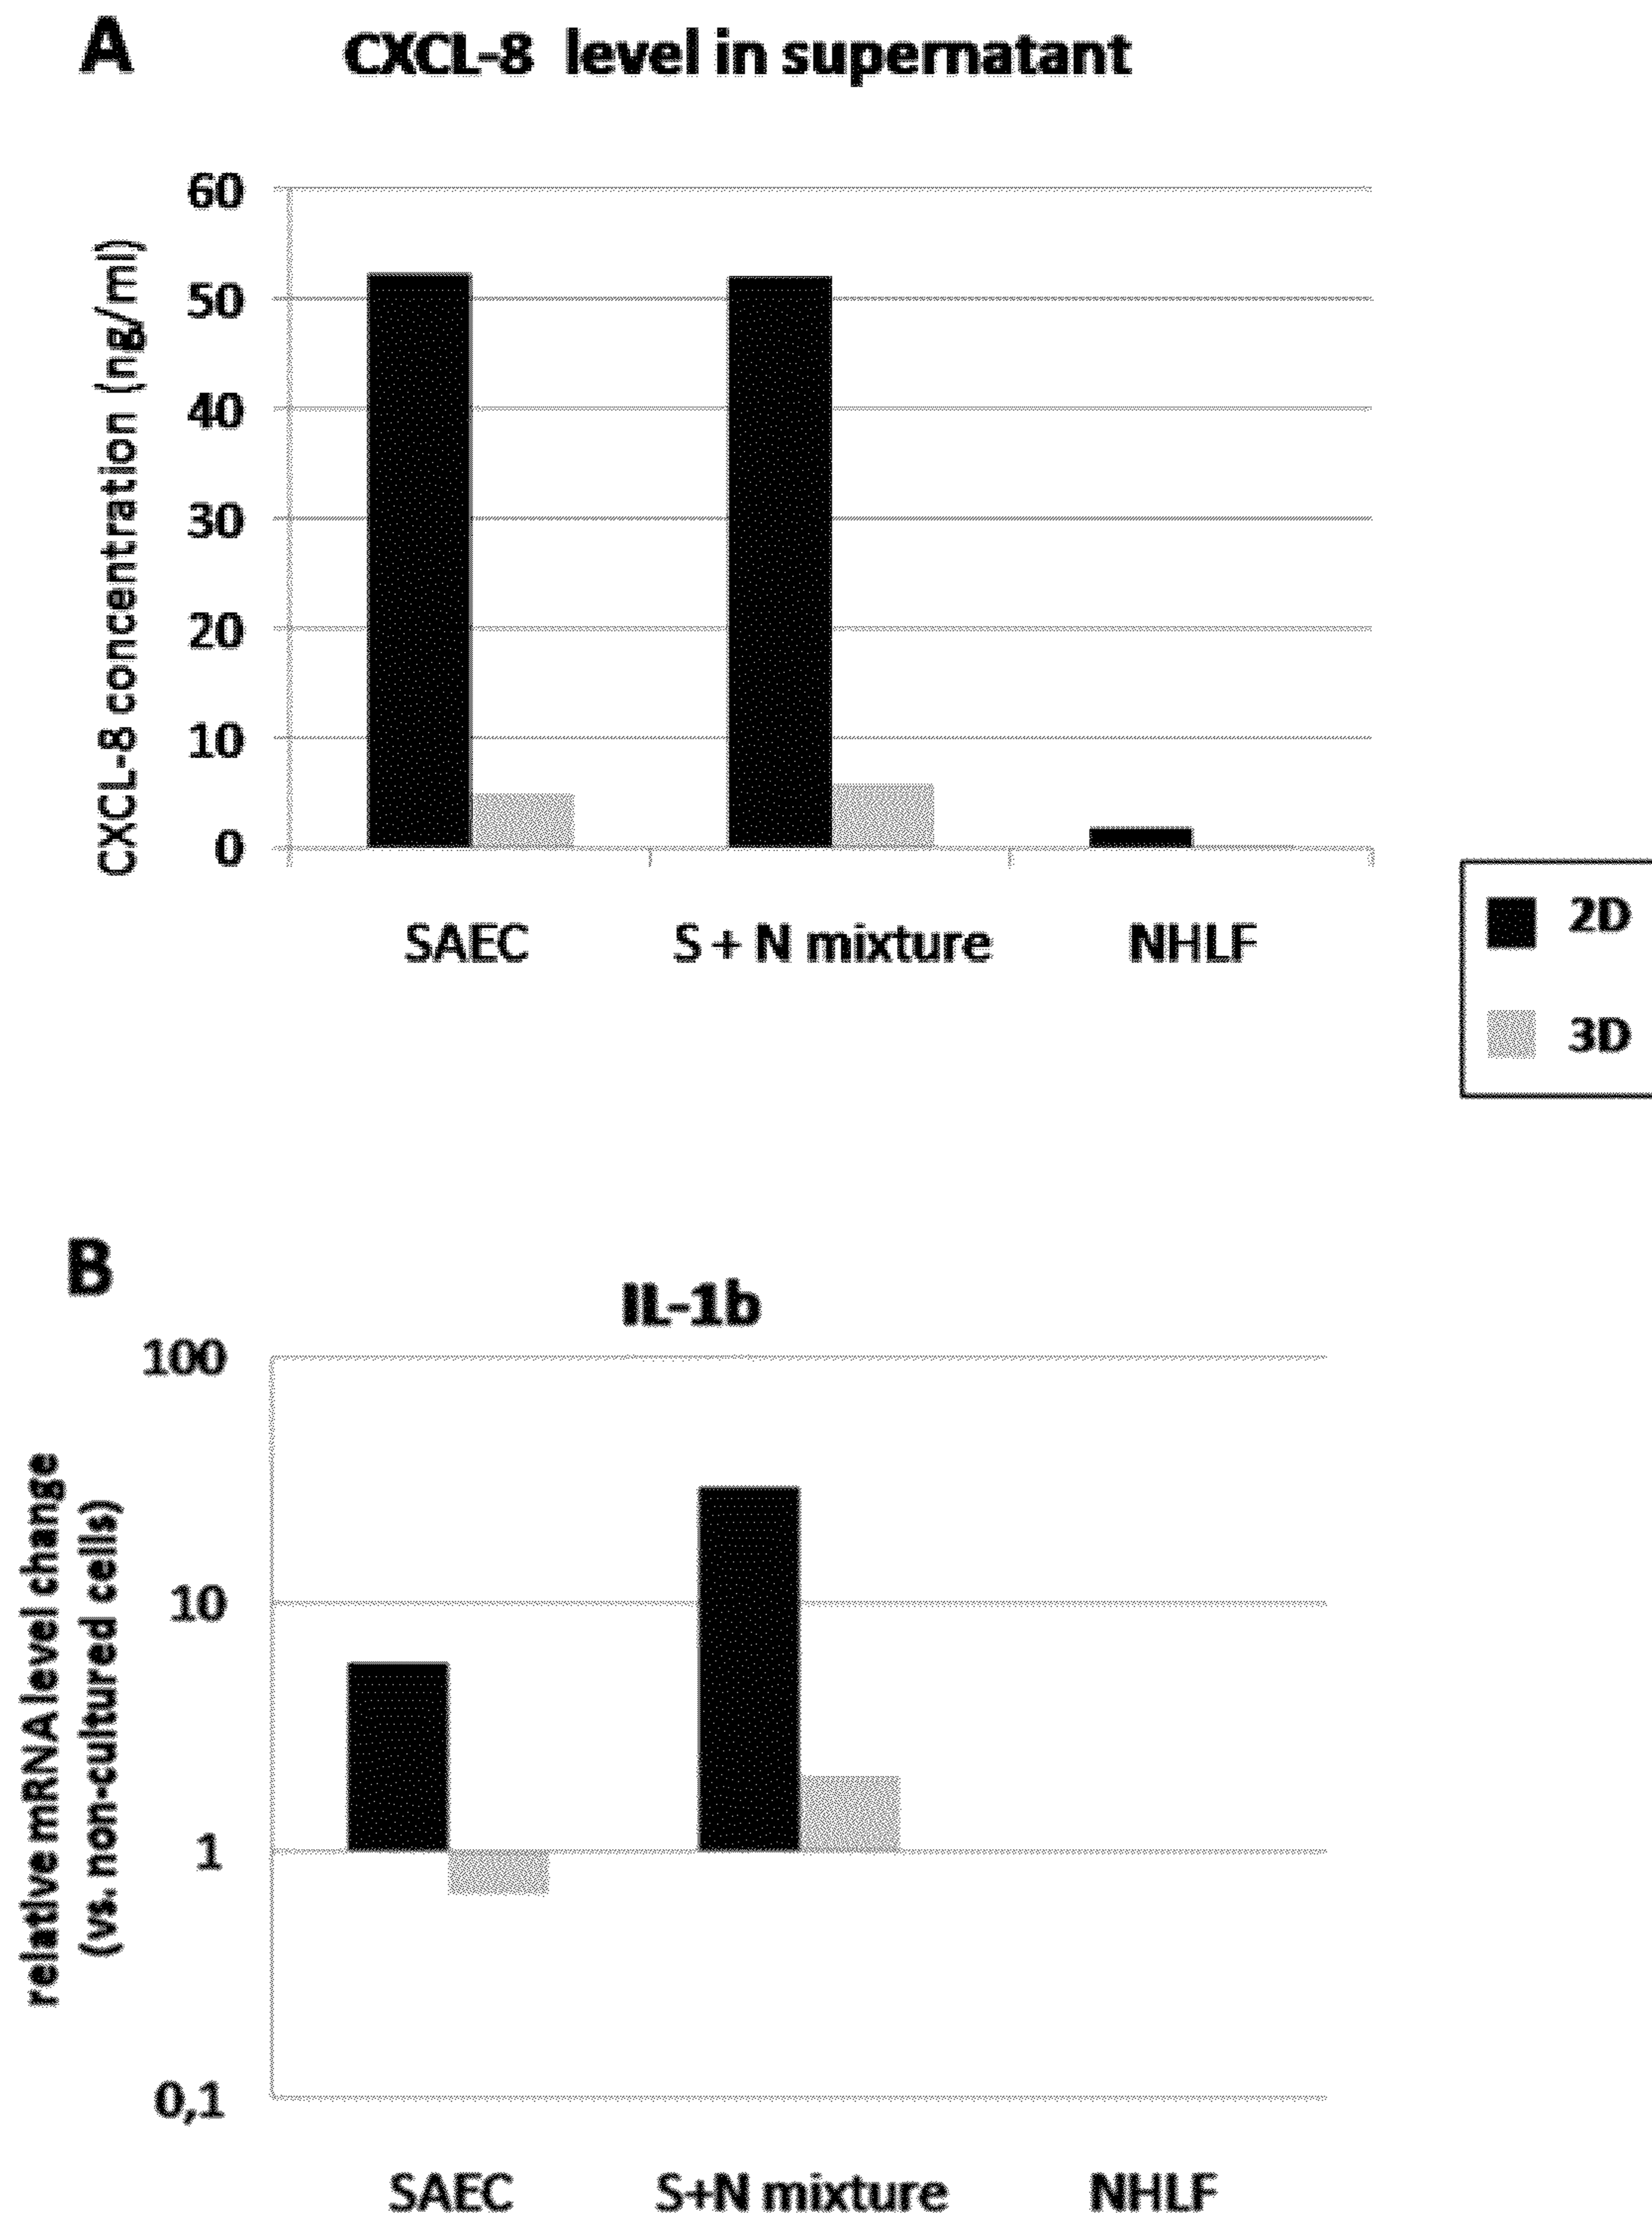 A
CXCL-8 level in supernatant
CXCL-8 concentration (ng/ml)
60
50
40
30
20
10
0
SAEC
S + N mixture
NHLF
2D
3D
B
IL-1b
relative mRNA level change
(vs. non-cultured cells)
100
10
1
0,1
SAEC
S+N mixture
NHLF